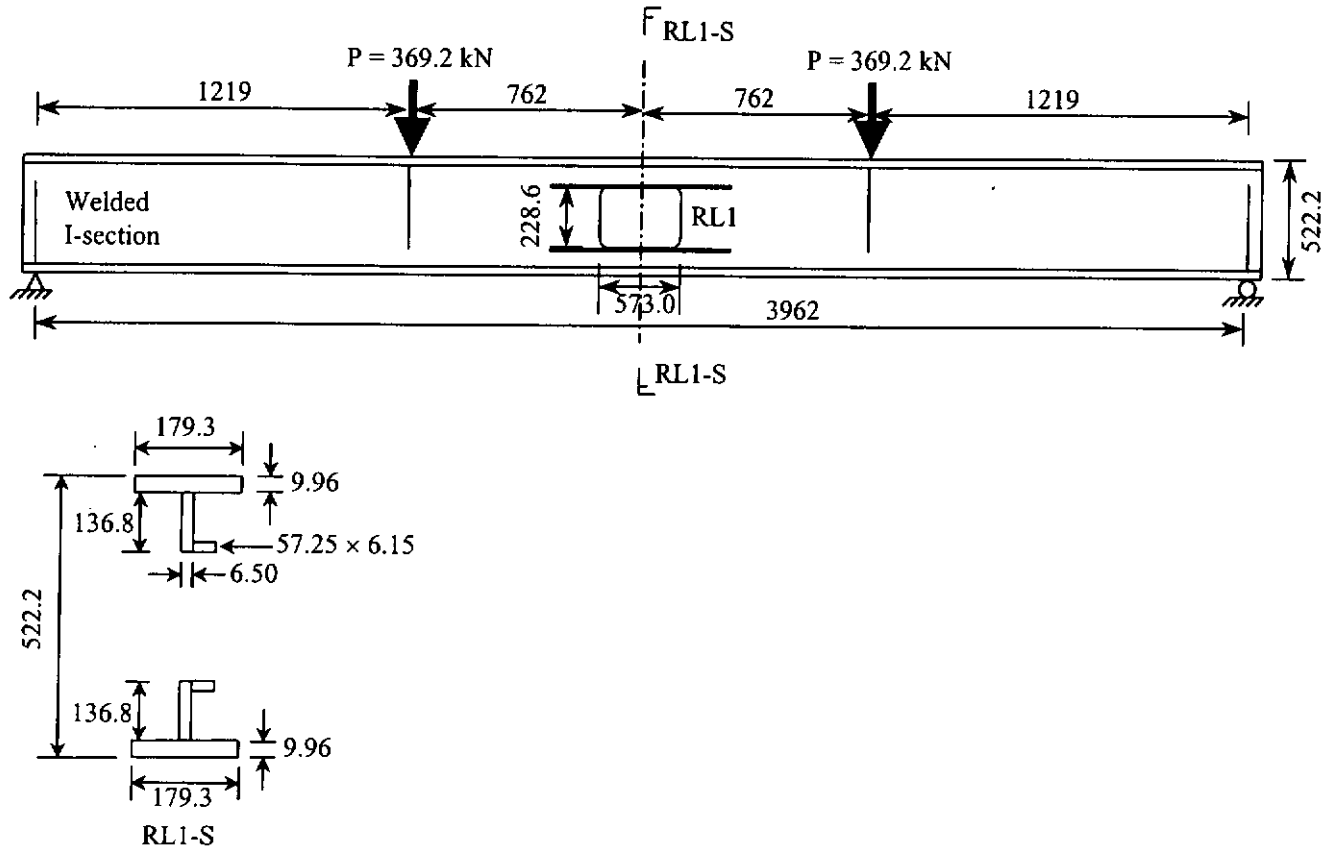 RL1-S
P = 369.2 kN
P = 369.2 kN
1219
762
762
1219
Welded
I-section
228.6
RL1
522.2
573.0
3962
RL1-S
179.3
9.96
136.8
57.25 × 6.15
6.50
522.2
136.8
9.96
179.3
RL1-S